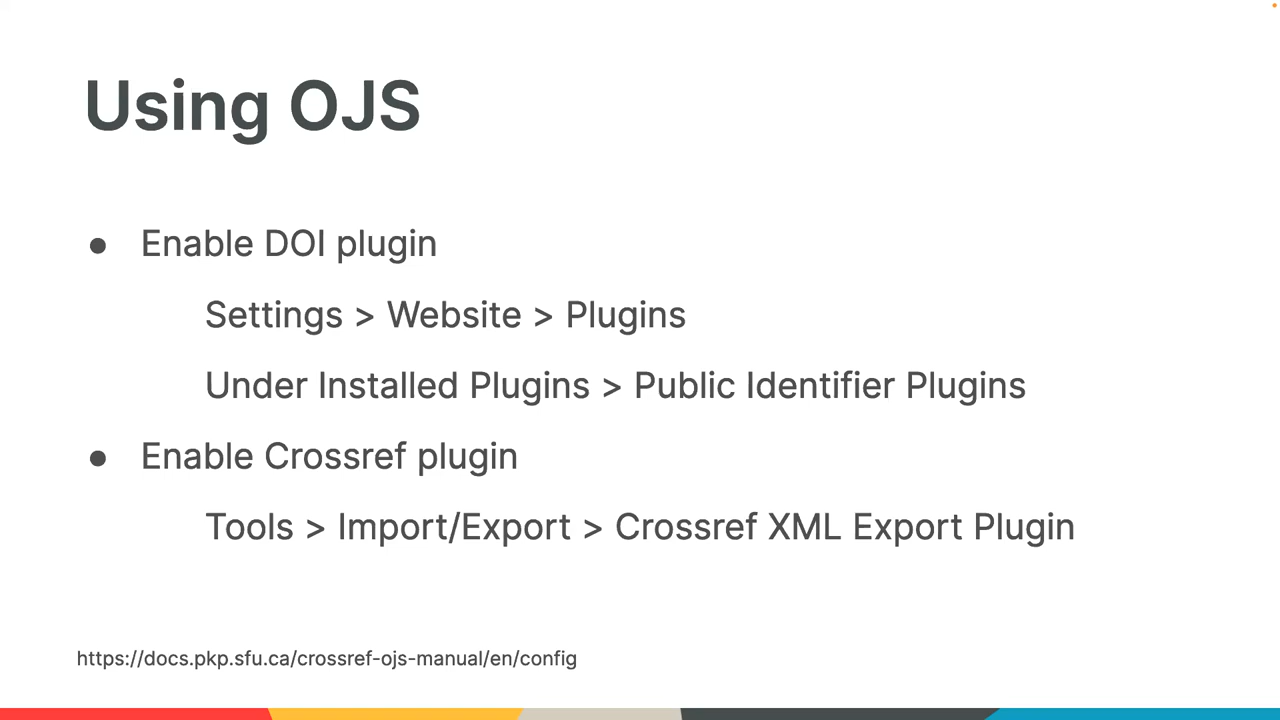 Using OJS
● Enable DOI plugin
Settings > Website > Plugins
Under Installed Plugins > Public Identifier Plugins
● Enable Crossref plugin
Tools > Import/Export > Crossref XML Export Plugin
https://docs.pkp.sfu.ca/crossref-ojs-manual/en/config